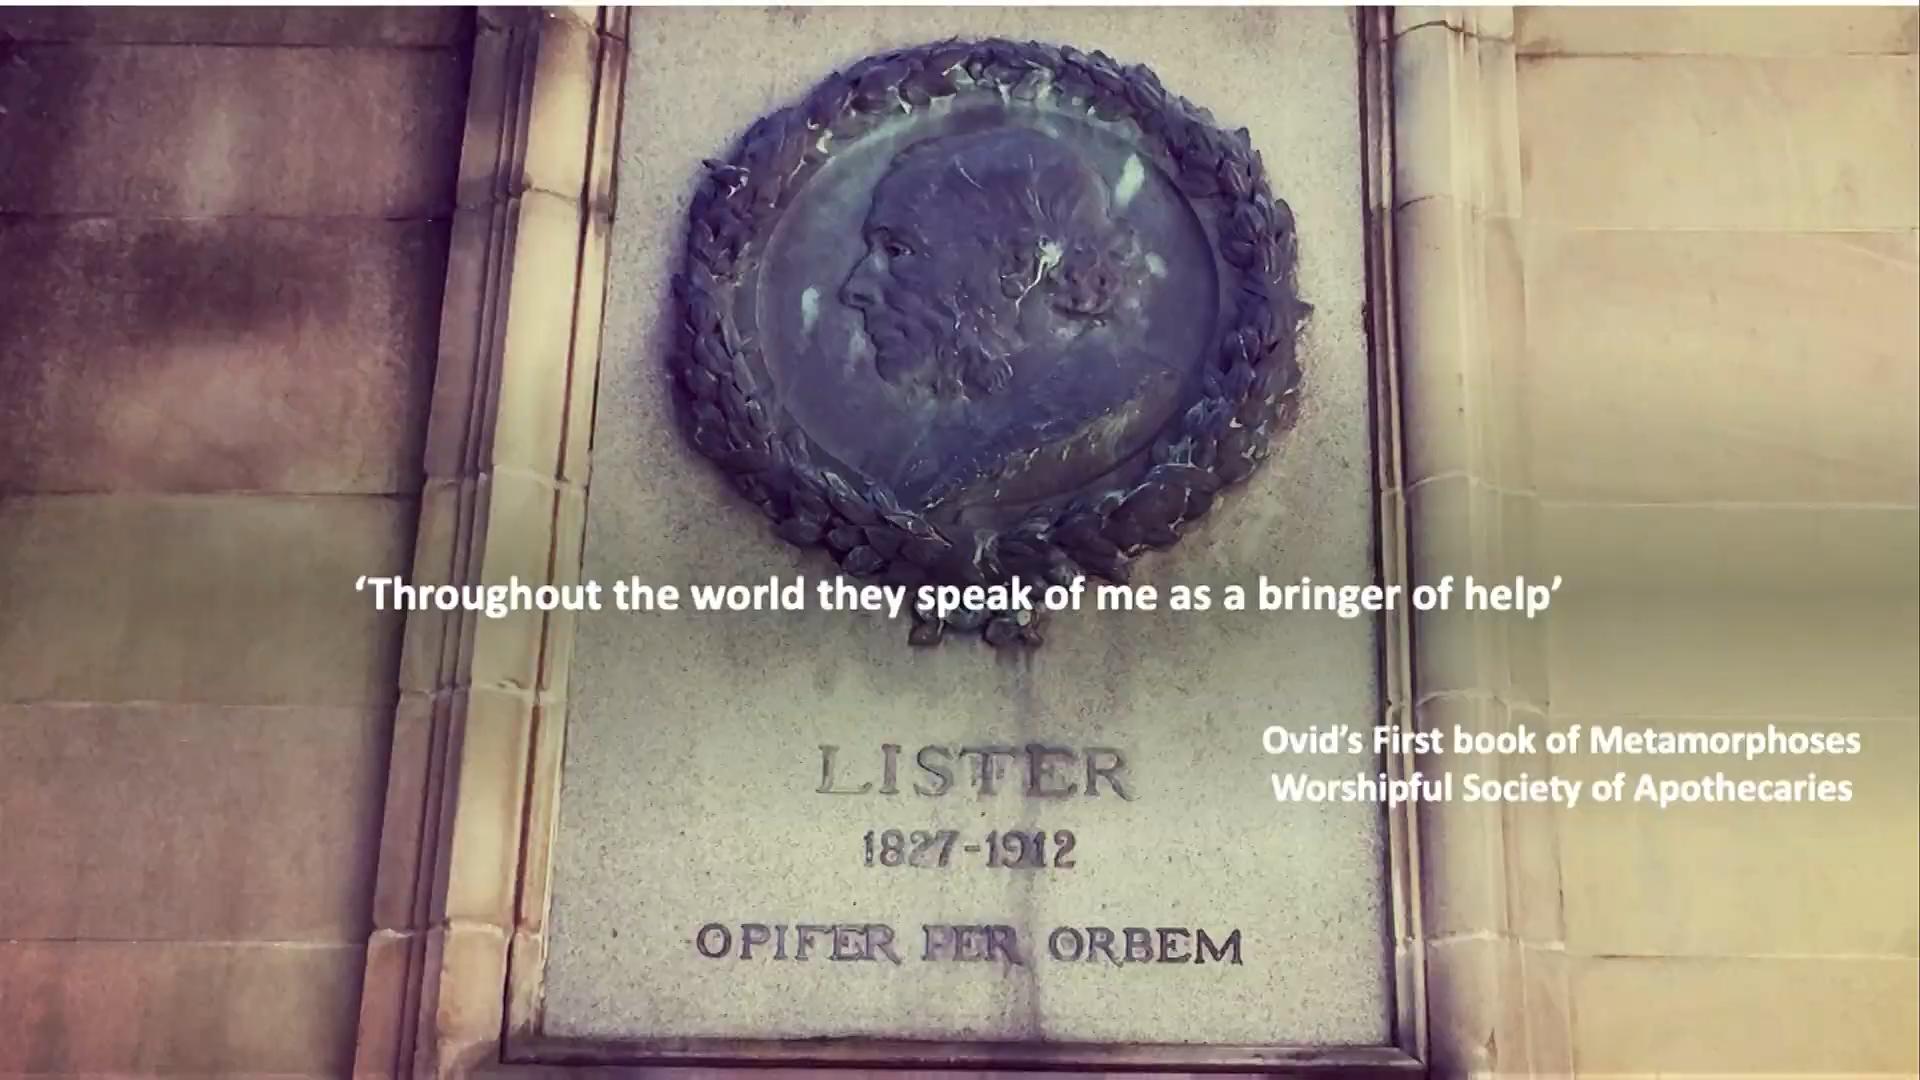 ‘Throughout the world they speak of me as a bringer of help’
Ovid’s First book of Metamorphoses
Worshipful Society of Apothecaries
LISTER
1827-1912
OPIFER PER ORBEM